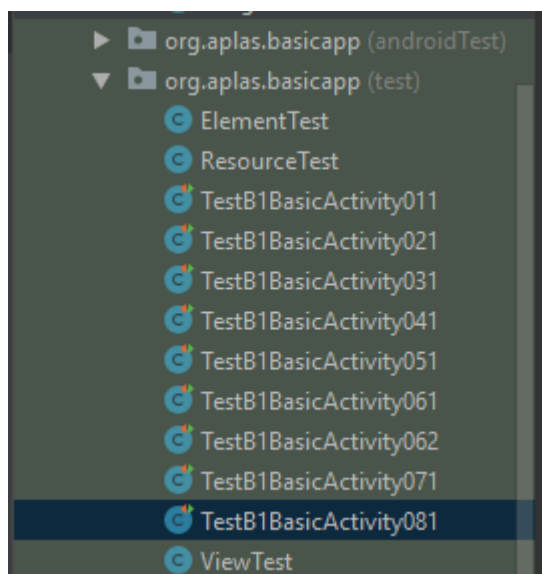 org.aplas.basicapp (androidTest)
org.aplas.basicapp (test)
C ElementTest
C ResourceTest
C TestB1BasicActivity011
C TestB1BasicActivity021
C TestB1BasicActivity031
C TestB1BasicActivity041
C TestB1BasicActivity051
C TestB1BasicActivity061
C TestB1BasicActivity062
C TestB1BasicActivity071
C TestB1BasicActivity081
C ViewTest